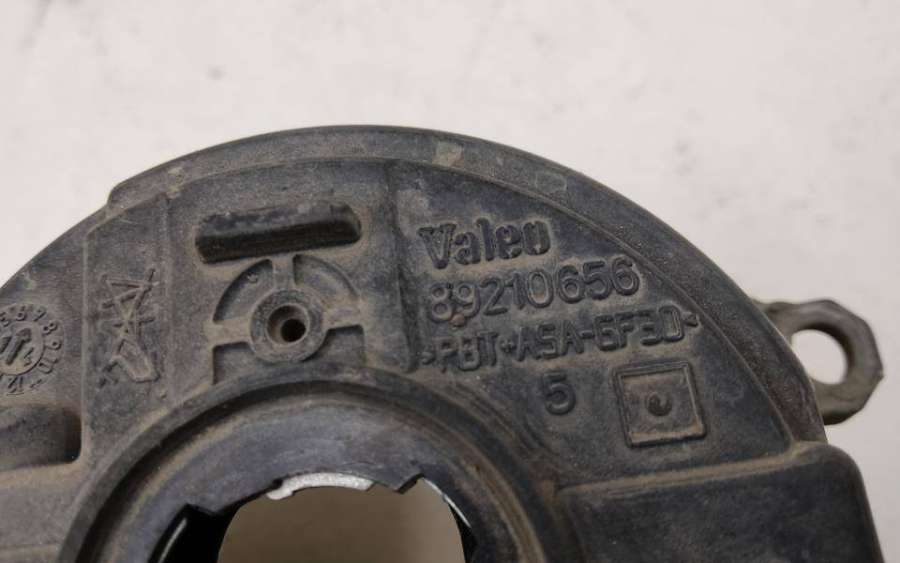 Valeo
89210656
>PBT+ASA-GF30<
5